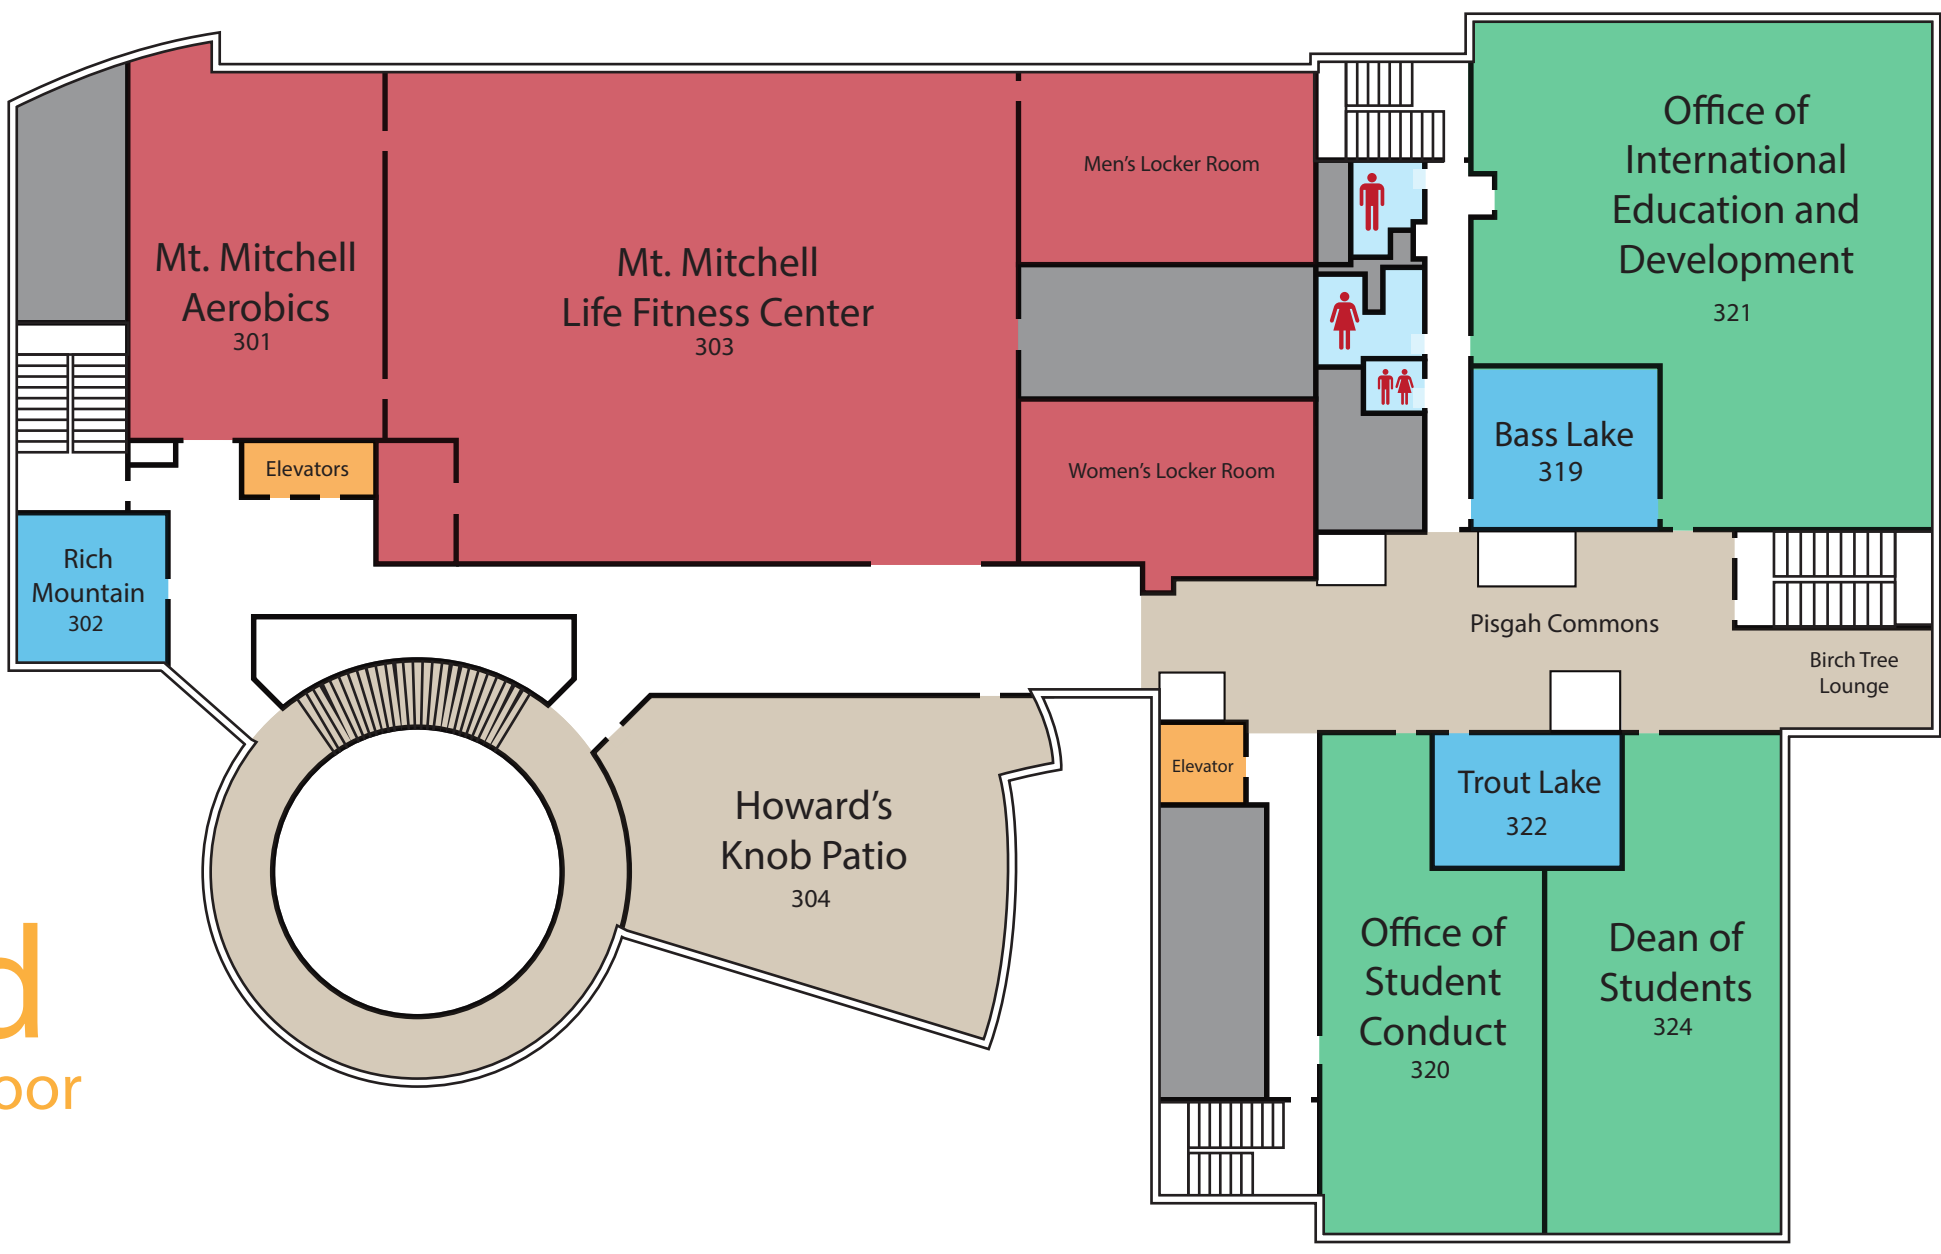 Mt. Mitchell
Aerobics
301
Mt. Mitchell
Life Fitness Center
303
Men's Locker Room
Women's Locker Room
Office of
International
Education and
Development
321
Bass Lake
319
Elevators
Rich
Mountain
302
Pisgah Commons
Birch Tree
Lounge
Elevator
Howard's
Knob Patio
304
Trout Lake
322
Office of
Student
Conduct
320
Dean of
Students
324
d
oor